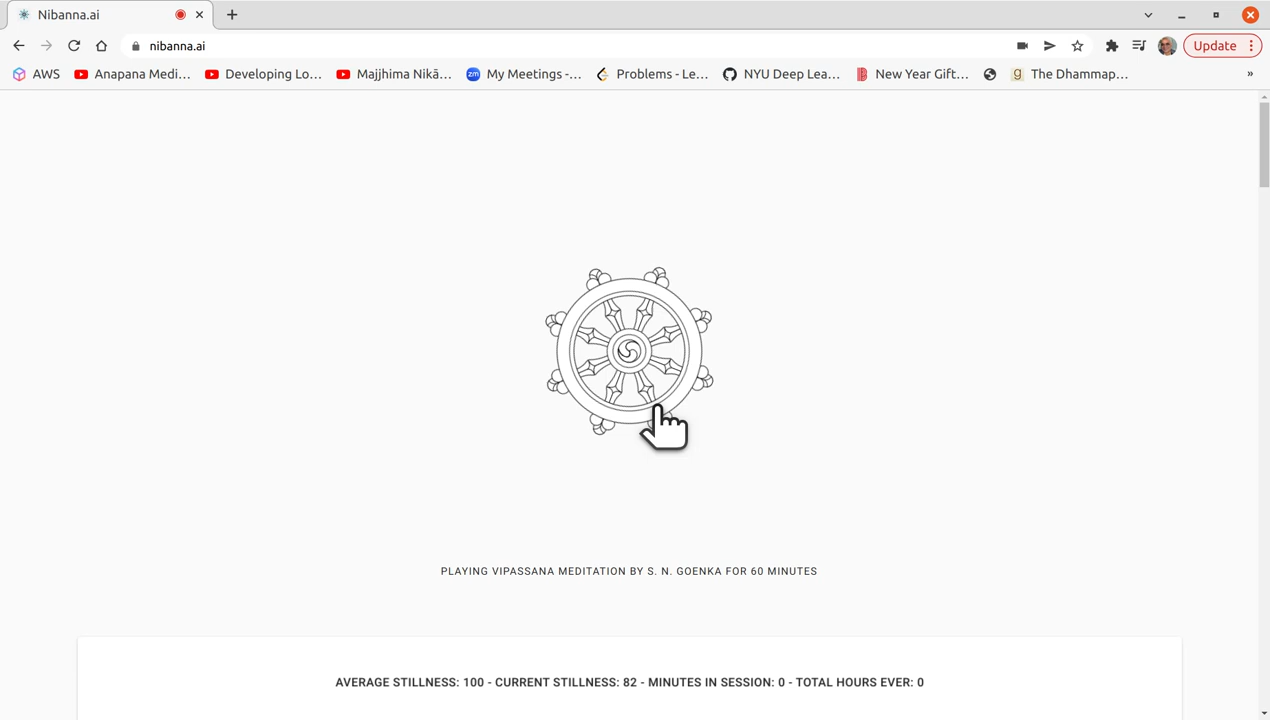 Nibanna.ai
nibanna.ai
Update
AWS
Anapana Medi...
Developing Lo...
Majjhima Nikā...
zm My Meetings -...
Problems - Le...
NYU Deep Lea...
New Year Gift...
g The Dhammap...
»
PLAYING VIPASSANA MEDITATION BY S. N. GOENKA FOR 60 MINUTES
AVERAGE STILLNESS: 100 - CURRENT STILLNESS: 82 - MINUTES IN SESSION: 0 - TOTAL HOURS EVER: 0